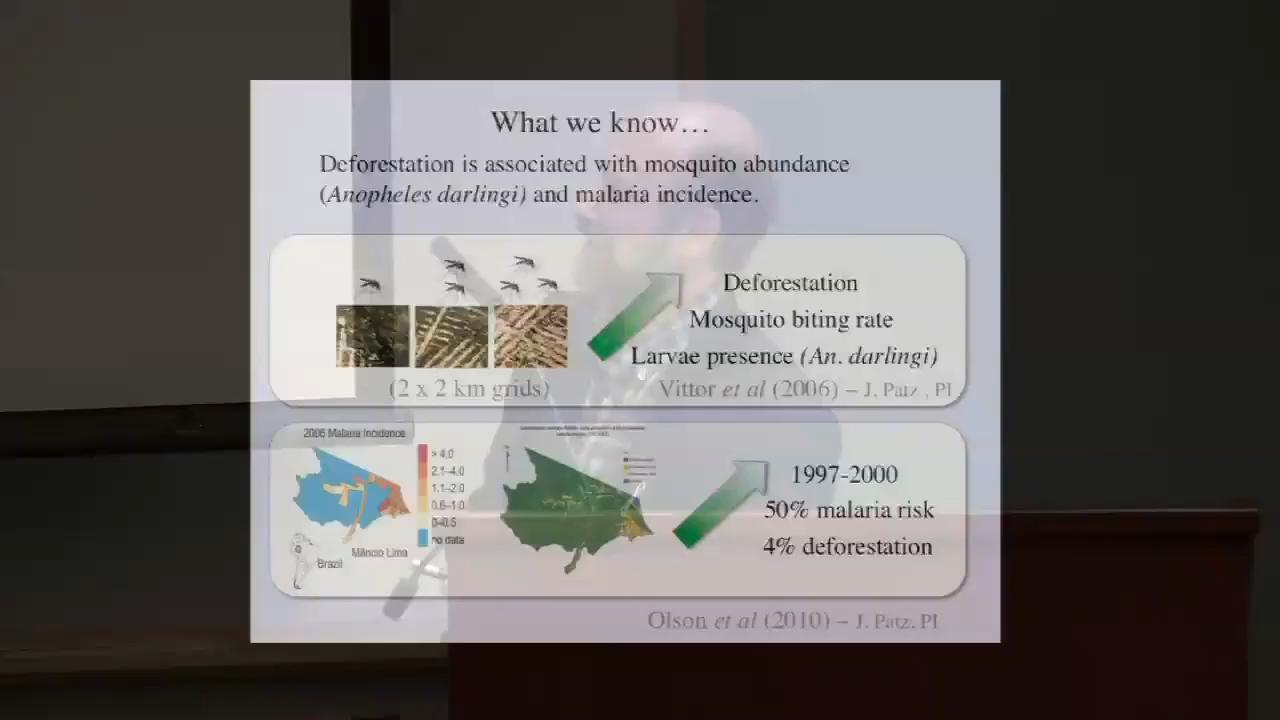 What we know…
Deforestation is associated with mosquito abundance
(Anopheles darlingi) and malaria incidence.
Deforestation
Mosquito biting rate
Larvae presence (An. darlingi)
(2 x 2 km grids)
Vittor et al (2006) – J. Patz , PI
2006 Malaria Incidence
> 4.0
2.1–4.0
1.1–2.0
0.6–1.0
0–0.5
no data
Mâncio Lima
Brazil
1997-2000
50% malaria risk
4% deforestation
Olson et al (2010) – J. Patz, PI